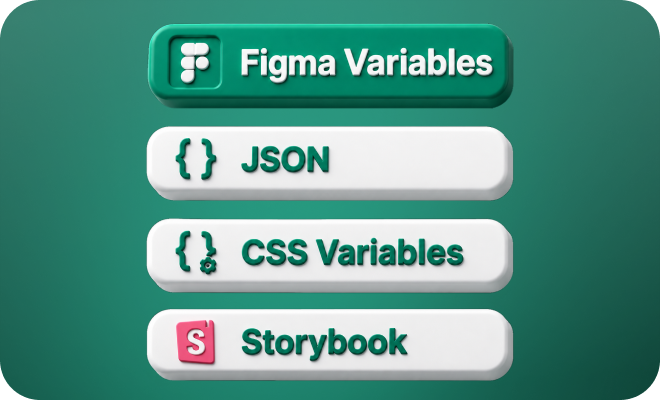 Figma Variables
{ } JSON
{ } CSS Variables
S Storybook